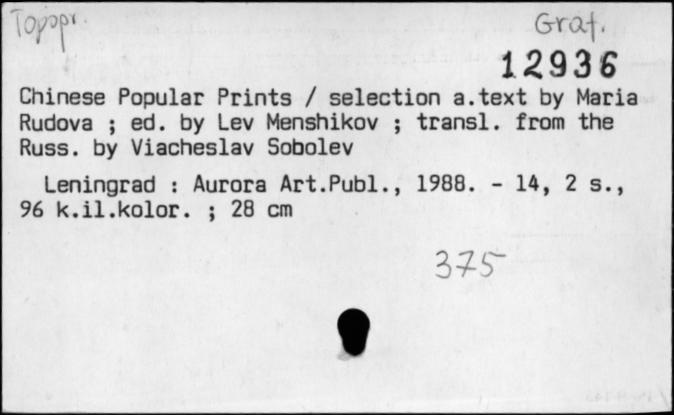 Topogr.
Graf.
12936
Chinese Popular Prints / selection a.text by Maria
Rudova ; ed. by Lev Menshikov ; transl. from the
Russ. by Viacheslav Sobolev
Leningrad : Aurora Art.Publ., 1988. - 14, 2 s.,
96 k.il.kolor. ; 28 cm
375